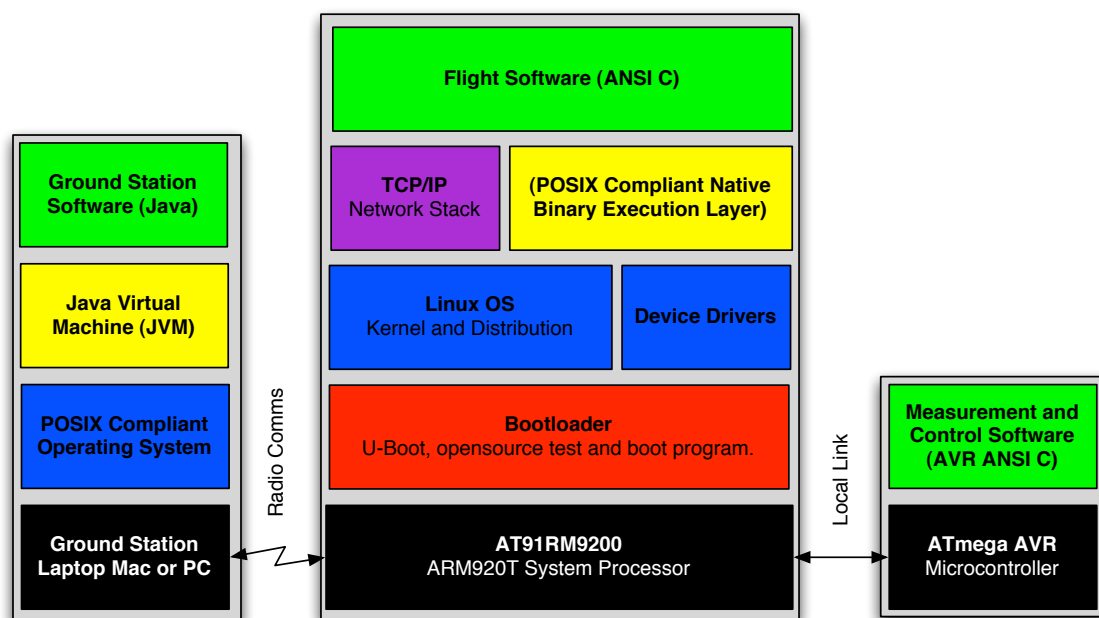 Ground Station
Software (Java)
Java Virtual
Machine (JVM)
POSIX Compliant
Operating System
Ground Station
Laptop Mac or PC
Radio Comms
Flight Software (ANSI C)
TCP/IP
Network Stack
(POSIX Compliant Native
Binary Execution Layer)
Linux OS
Kernel and Distribution
Device Drivers
Bootloader
U-Boot, opensource test and boot program.
AT91RM9200
ARM920T System Processor
Local Link
Measurement and
Control Software
(AVR ANSI C)
ATmega AVR
Microcontroller